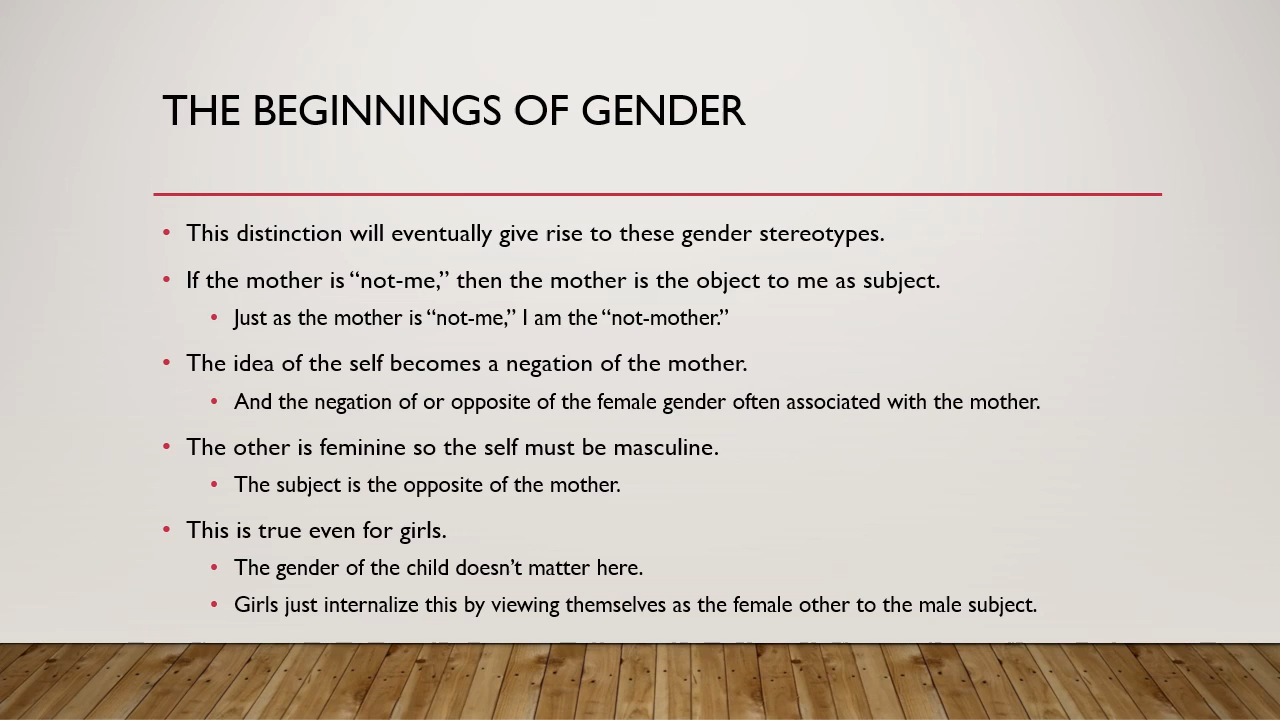 THE BEGINNINGS OF GENDER
• This distinction will eventually give rise to these gender stereotypes.
• If the mother is “not-me,” then the mother is the object to me as subject.
• Just as the mother is “not-me,” I am the “not-mother.”
• The idea of the self becomes a negation of the mother.
• And the negation of or opposite of the female gender often associated with the mother.
• The other is feminine so the self must be masculine.
• The subject is the opposite of the mother.
• This is true even for girls.
• The gender of the child doesn’t matter here.
• Girls just internalize this by viewing themselves as the female other to the male subject.